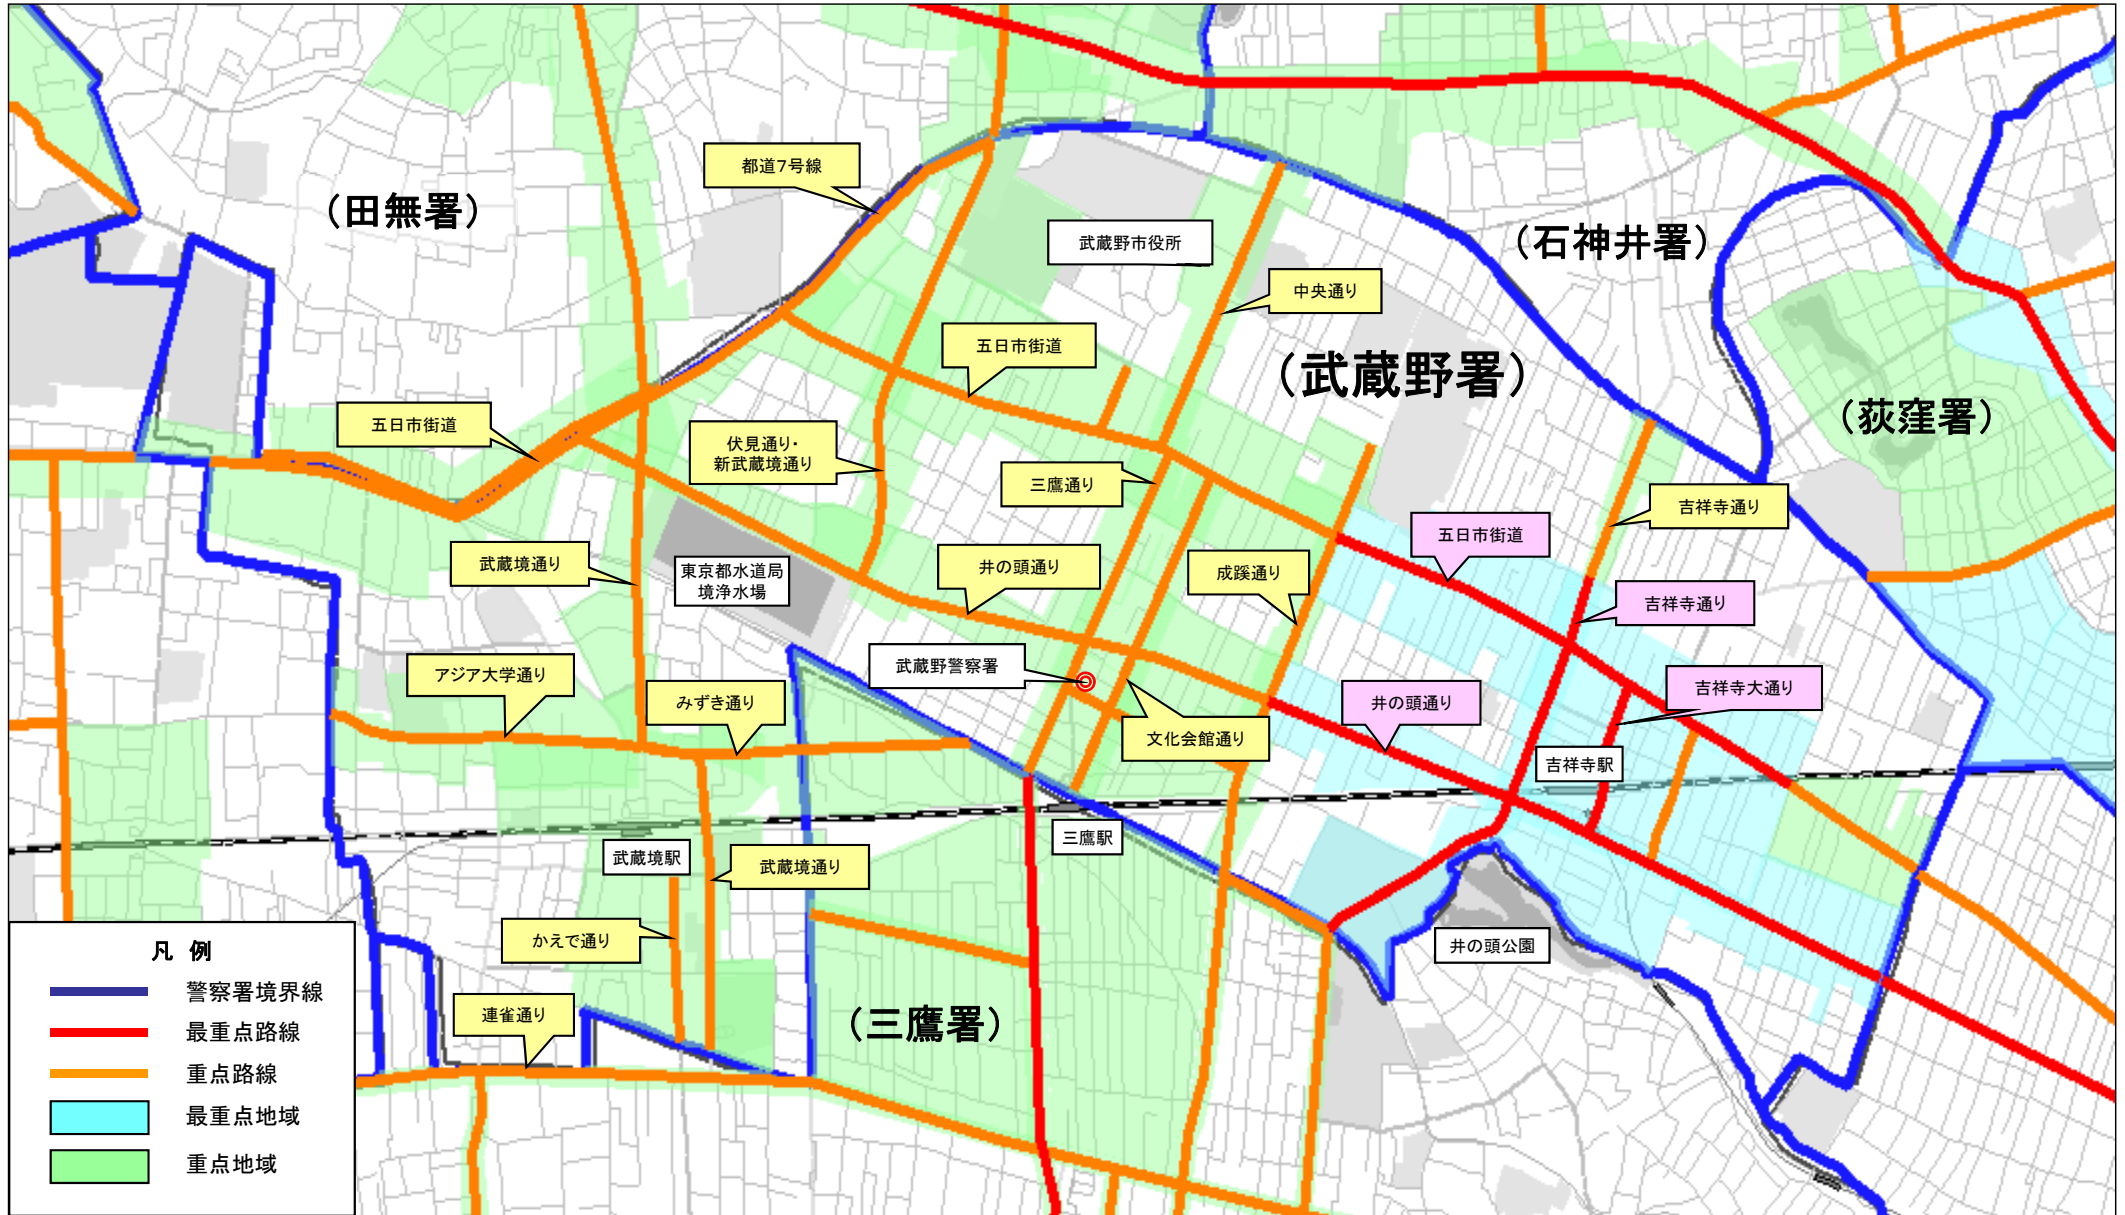 都道7号線
(田無署)
武蔵野市役所
(石神井署)
中央通り
五日市街道
(武蔵野署)
(荻窪署)
五日市街道
伏見通り・
新武蔵境通り
三鷹通り
吉祥寺通り
五日市街道
武蔵境通り
東京都水道局
境浄水場
井の頭通り
成蹊通り
吉祥寺通り
武蔵野警察署
アジア大学通り
みずき通り
井の頭通り
吉祥寺大通り
文化会館通り
吉祥寺駅
三鷹駅
武蔵境駅
武蔵境通り
かえで通り
井の頭公園
連雀通り
(三鷹署)
凡 例
警察署境界線
最重点路線
重点路線
最重点地域
重点地域